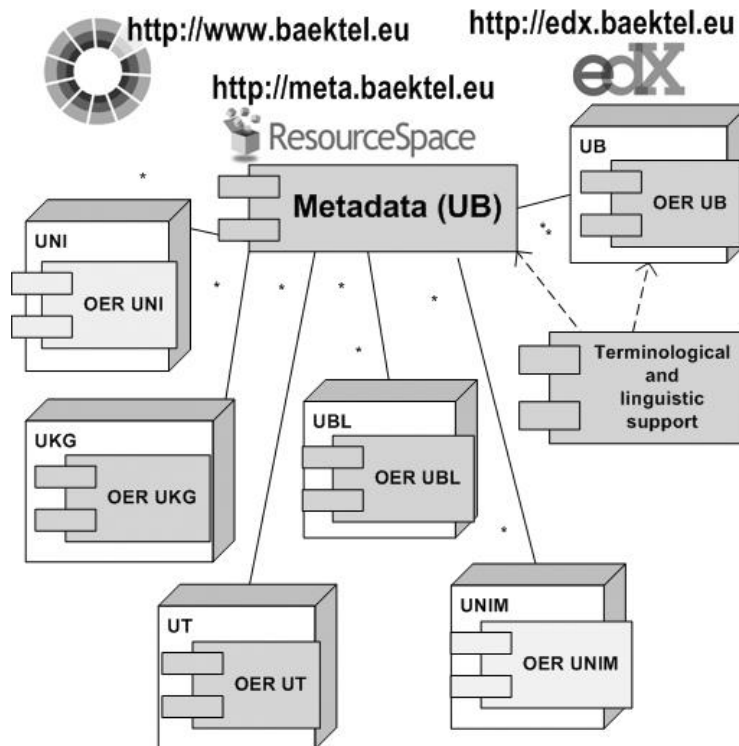 http://www.baektel.eu
http://edx.baektel.eu
edX
http://meta.baektel.eu
ResourceSpace
UB
OER UB
Metadata (UB)
*
**
UNI
OER UNI
*
*
*
*
Terminological
and
linguistic
support
*
UKG
OER UKG
UBL
OER UBL
*
UT
OER UT
UNIM
OER UNIM